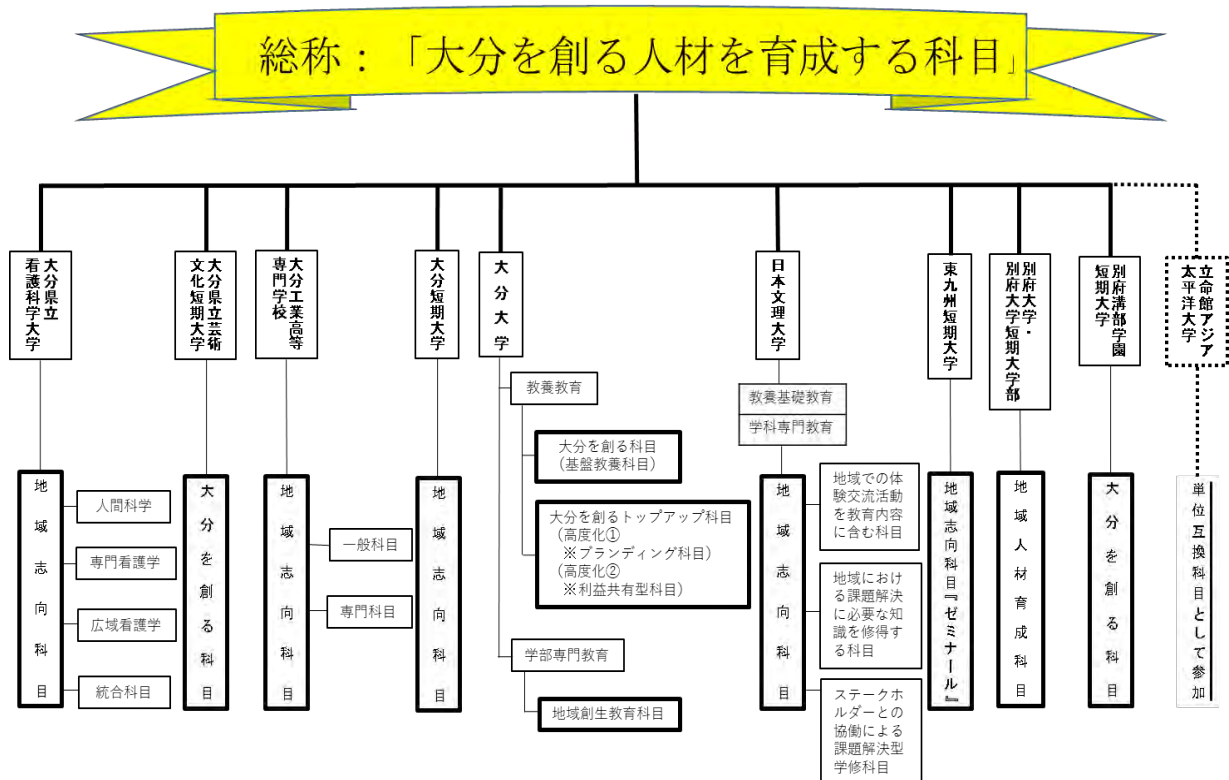 総称：「大分を創る人材を育成する科目」
大分県立
看護科学大学
大分県立芸術
文化短期大学
大分工業高等
専門学校
大分短期大学
大分大学
日本文理大学
東九州短期大学
別府大学・
別府大学短期大学部
別府溝部学園
短期大学
立命館アジア
太平洋大学
地域志向科目
人間科学
専門看護学
広域看護学
統合科目
大分を創る科目
地域志向科目
一般科目
専門科目
地域志向科目
教養教育
大分を創る科目
(基盤教養科目)
大分を創るトップアップ科目
(高度化①
※ブランディング科目)
(高度化②
※利益共有型科目)
学部専門教育
地域創生教育科目
教養基礎教育
学科専門教育
地域志向科目
地域での体
験交流活動
を教育内容
に含む科目
地域におけ
る課題解決
に必要な知
識を修得す
る科目
ステークホ
ルダーとの
協働による
課題解決型
学修科目
地域志向科目『ゼミナール』
地域人材育成科目
大分を創る科目
単位互換科目として参加